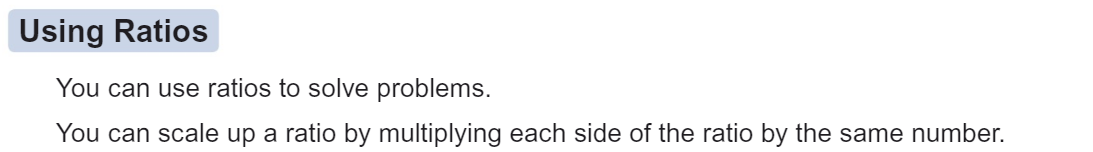 Using Ratios
You can use ratios to solve problems.
You can scale up a ratio by multiplying each side of the ratio by the same number.